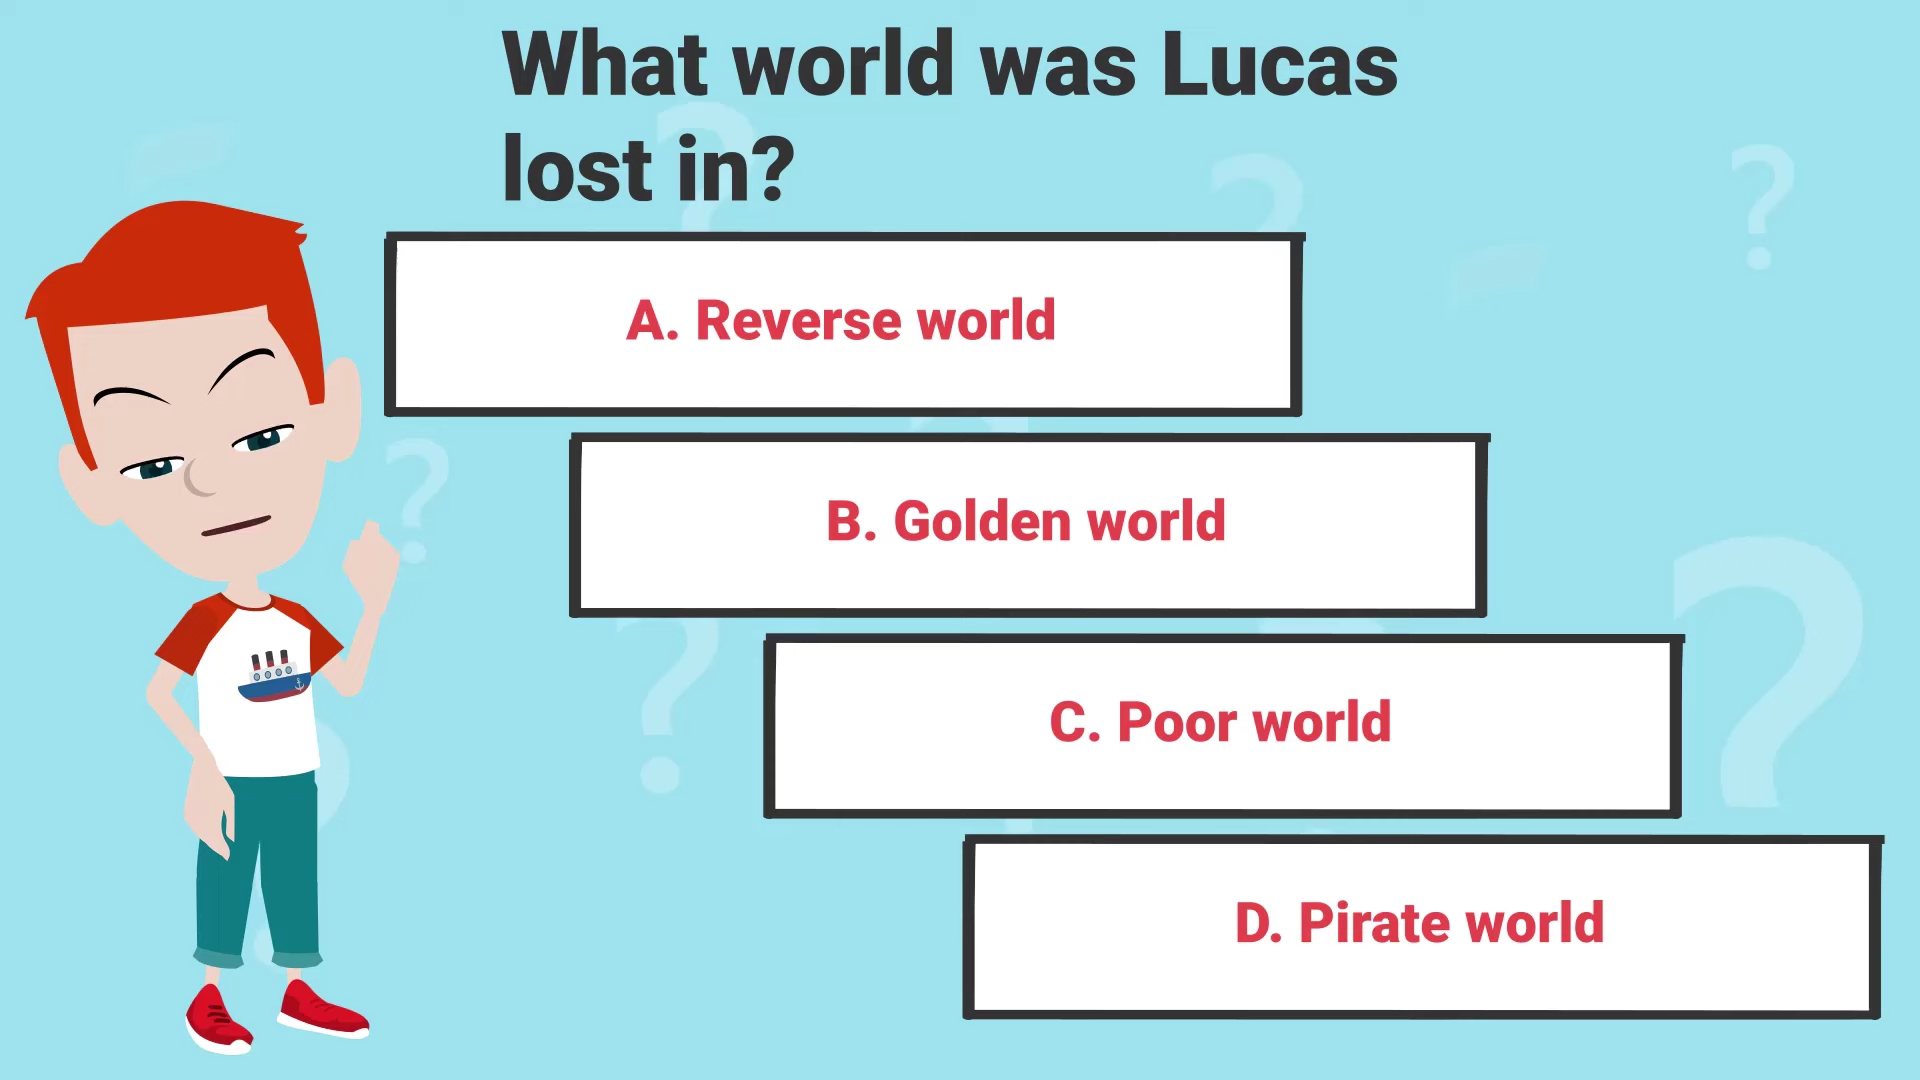 What world was Lucas
lost in?
A. Reverse world
B. Golden world
C. Poor world
D. Pirate world